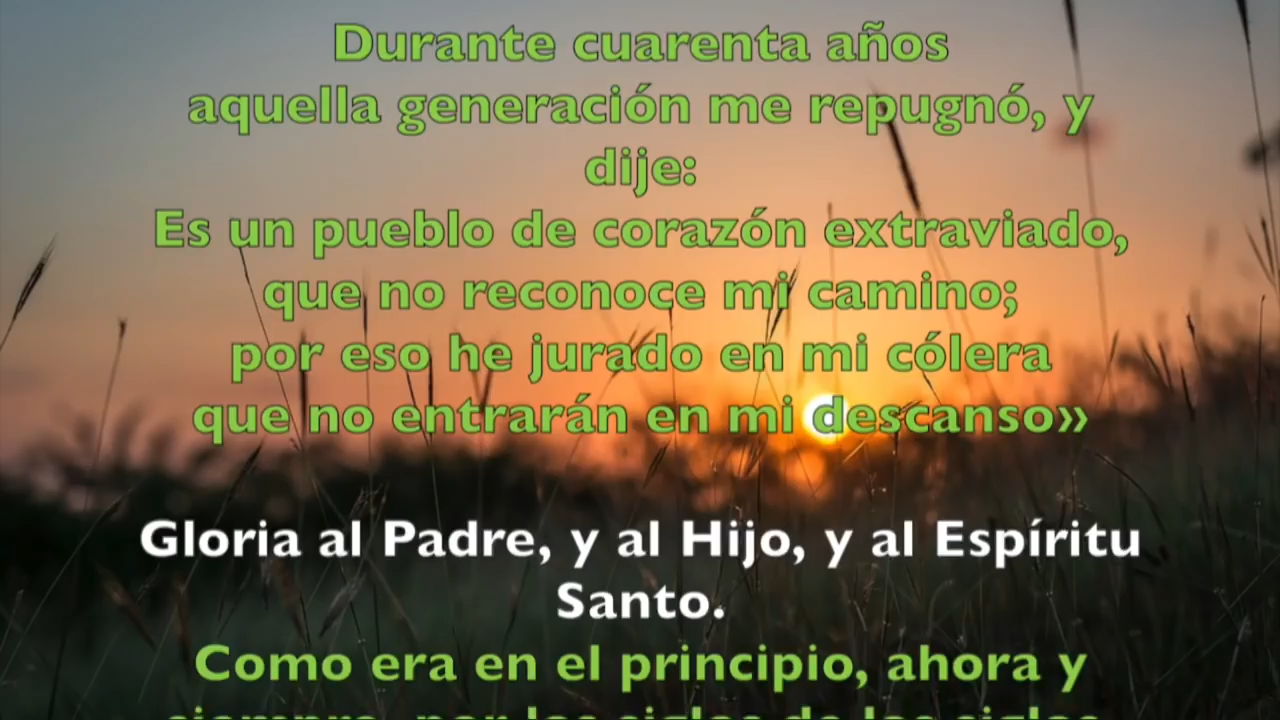 Durante cuarenta años
aquella generación me repugnó, y
dije:
Es un pueblo de corazón extraviado,
que no reconoce mi camino;
por eso he jurado en mi cólera
que no entrarán en mi descanso»
Gloria al Padre, y al Hijo, y al Espíritu
Santo.
Como era en el principio, ahora y
siempre, por los siglos de los siglos